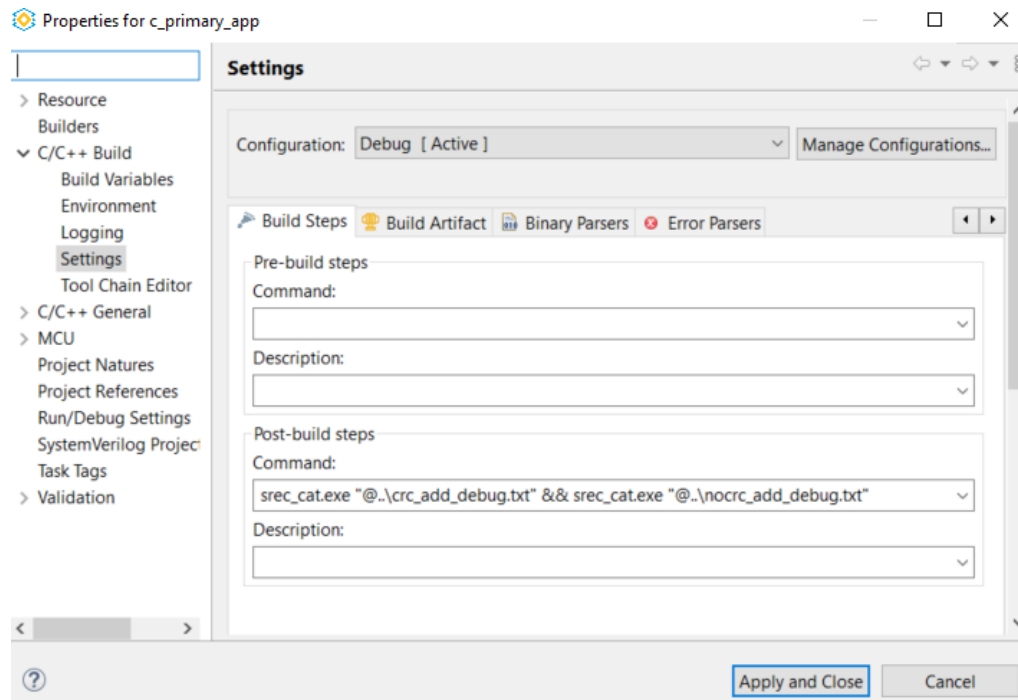 Properties for c_primary_app
Settings
Resource
Builders
C/C++ Build
Build Variables
Environment
Logging
Settings
Tool Chain Editor
C/C++ General
MCU
Project Natures
Project References
Run/Debug Settings
SystemVerilog Project
Task Tags
Validation
Configuration: Debug [ Active ] Manage Configurations...
Build Steps Build Artifact Binary Parsers Error Parsers
Pre-build steps
Command:
Description:
Post-build steps
Command:
srec_cat.exe "@..\crc_add_debug.txt" && srec_cat.exe "@..\nocrc_add_debug.txt"
Description:
Apply and Close Cancel